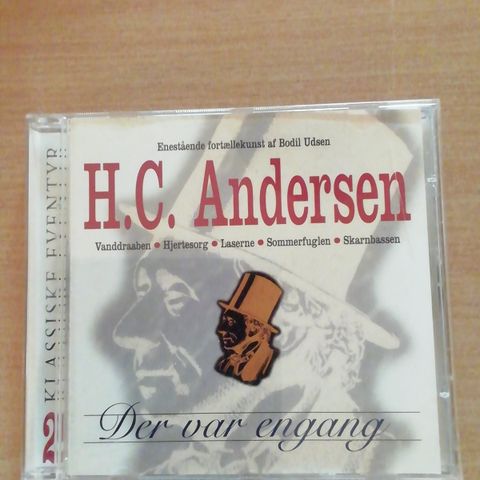 Enestående fortællekunst af Bodil Udsen
H.C. Andersen
Vanddraaben • Hjertesorg • Laserne • Sommerfuglen • Skarnbassen
Der var engang
2 KLASSISKE EVENTYR